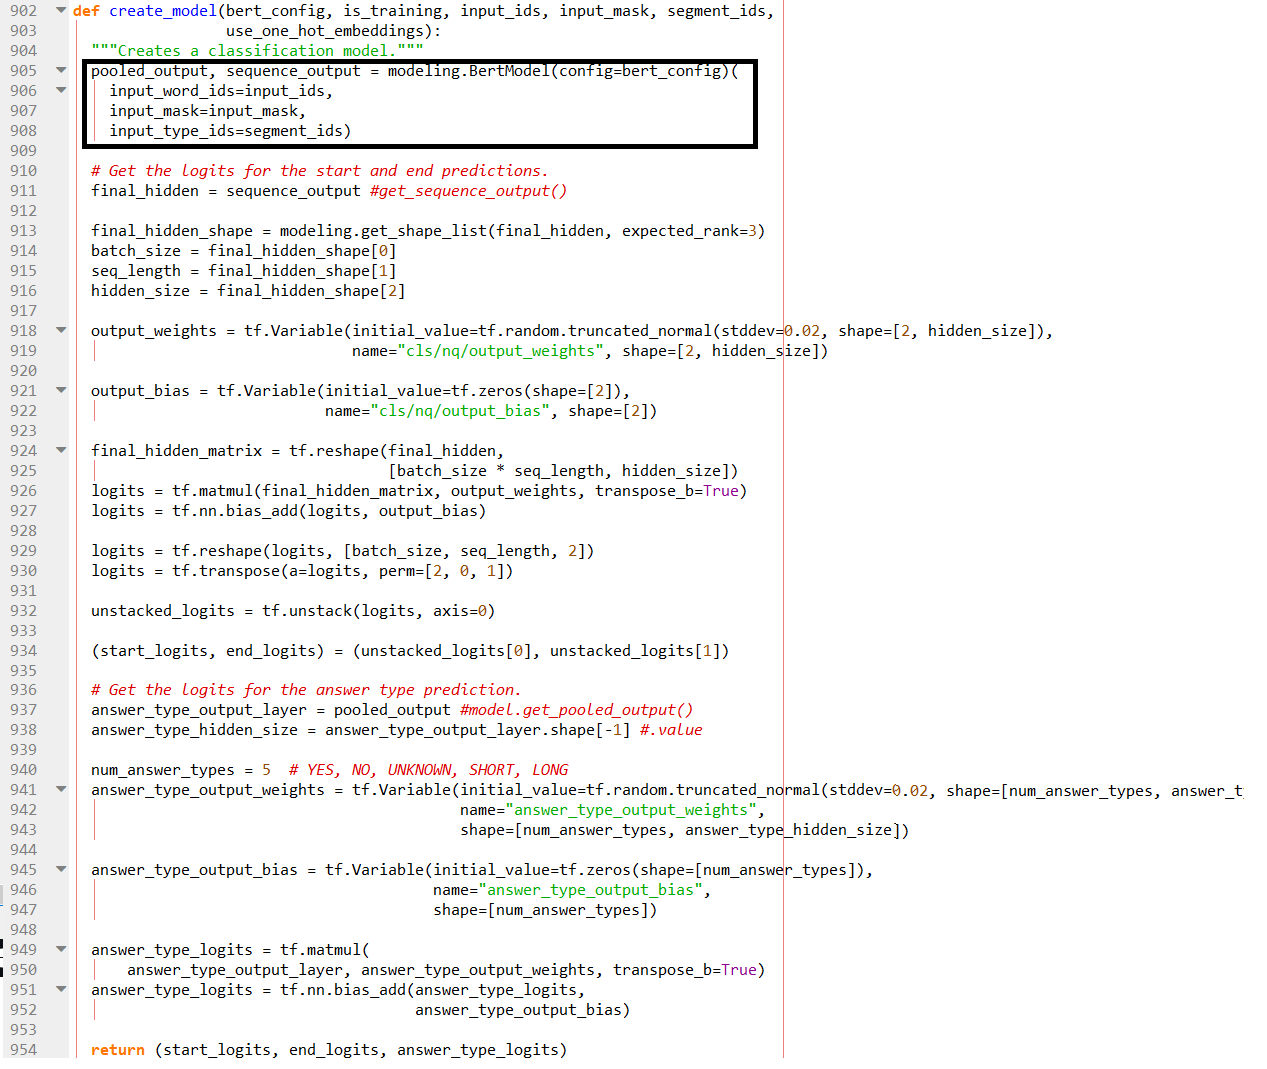 902 def create_model(bert_config, is_training, input_ids, input_mask, segment_ids,
903 use_one_hot_embeddings):
904 """Creates a classification model."""
905 pooled_output, sequence_output = modeling.BertModel(config=bert_config)(
906 input_word_ids=input_ids,
907 input_mask=input_mask,
908 input_type_ids=segment_ids)
909
910 # Get the logits for the start and end predictions.
911 final_hidden = sequence_output #get_sequence_output()
912
913 final_hidden_shape = modeling.get_shape_list(final_hidden, expected_rank=3)
914 batch_size = final_hidden_shape[0]
915 seq_length = final_hidden_shape[1]
916 hidden_size = final_hidden_shape[2]
917
918 output_weights = tf.Variable(initial_value=tf.random.truncated_normal(stddev=0.02, shape=[2, hidden_size]),
919 name="cls/nq/output_weights", shape=[2, hidden_size])
920
921 output_bias = tf.Variable(initial_value=tf.zeros(shape=[2]),
922 name="cls/nq/output_bias", shape=[2])
923
924 final_hidden_matrix = tf.reshape(final_hidden,
925 [batch_size * seq_length, hidden_size])
926 logits = tf.matmul(final_hidden_matrix, output_weights, transpose_b=True)
927 logits = tf.nn.bias_add(logits, output_bias)
928
929 logits = tf.reshape(logits, [batch_size, seq_length, 2])
930 logits = tf.transpose(a=logits, perm=[2, 0, 1])
931
932 unstacked_logits = tf.unstack(logits, axis=0)
933
934 (start_logits, end_logits) = (unstacked_logits[0], unstacked_logits[1])
935
936 # Get the logits for the answer type prediction.
937 answer_type_output_layer = pooled_output #model.get_pooled_output()
938 answer_type_hidden_size = answer_type_output_layer.shape[-1] #.value
939
940 num_answer_types = 5 # YES, NO, UNKNOWN, SHORT, LONG
941 answer_type_output_weights = tf.Variable(initial_value=tf.random.truncated_normal(stddev=0.02, shape=[num_answer_types, answer_t
942 name="answer_type_output_weights",
943 shape=[num_answer_types, answer_type_hidden_size])
944
945 answer_type_output_bias = tf.Variable(initial_value=tf.zeros(shape=[num_answer_types]),
946 name="answer_type_output_bias",
947 shape=[num_answer_types])
948
949 answer_type_logits = tf.matmul(
950 answer_type_output_layer, answer_type_output_weights, transpose_b=True)
951 answer_type_logits = tf.nn.bias_add(answer_type_logits,
952 answer_type_output_bias)
953
954 return (start_logits, end_logits, answer_type_logits)